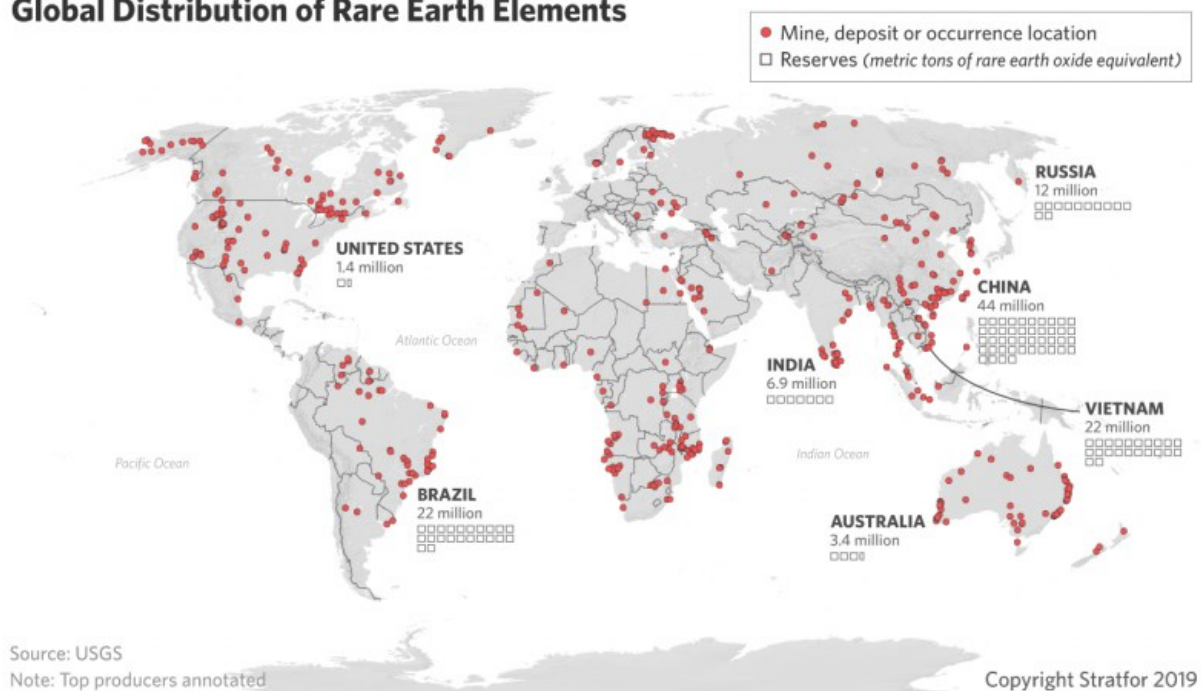 Global Distribution of Rare Earth Elements
Mine, deposit or occurrence location
Reserves (metric tons of rare earth oxide equivalent)
RUSSIA
12 million
UNITED STATES
1.4 million
CHINA
44 million
Atlantic Ocean
INDIA
6.9 million
VIETNAM
22 million
Pacific Ocean
Indian Ocean
BRAZIL
22 million
AUSTRALIA
3.4 million
Source: USGS
Note: Top producers annotated
Copyright Stratfor 2019